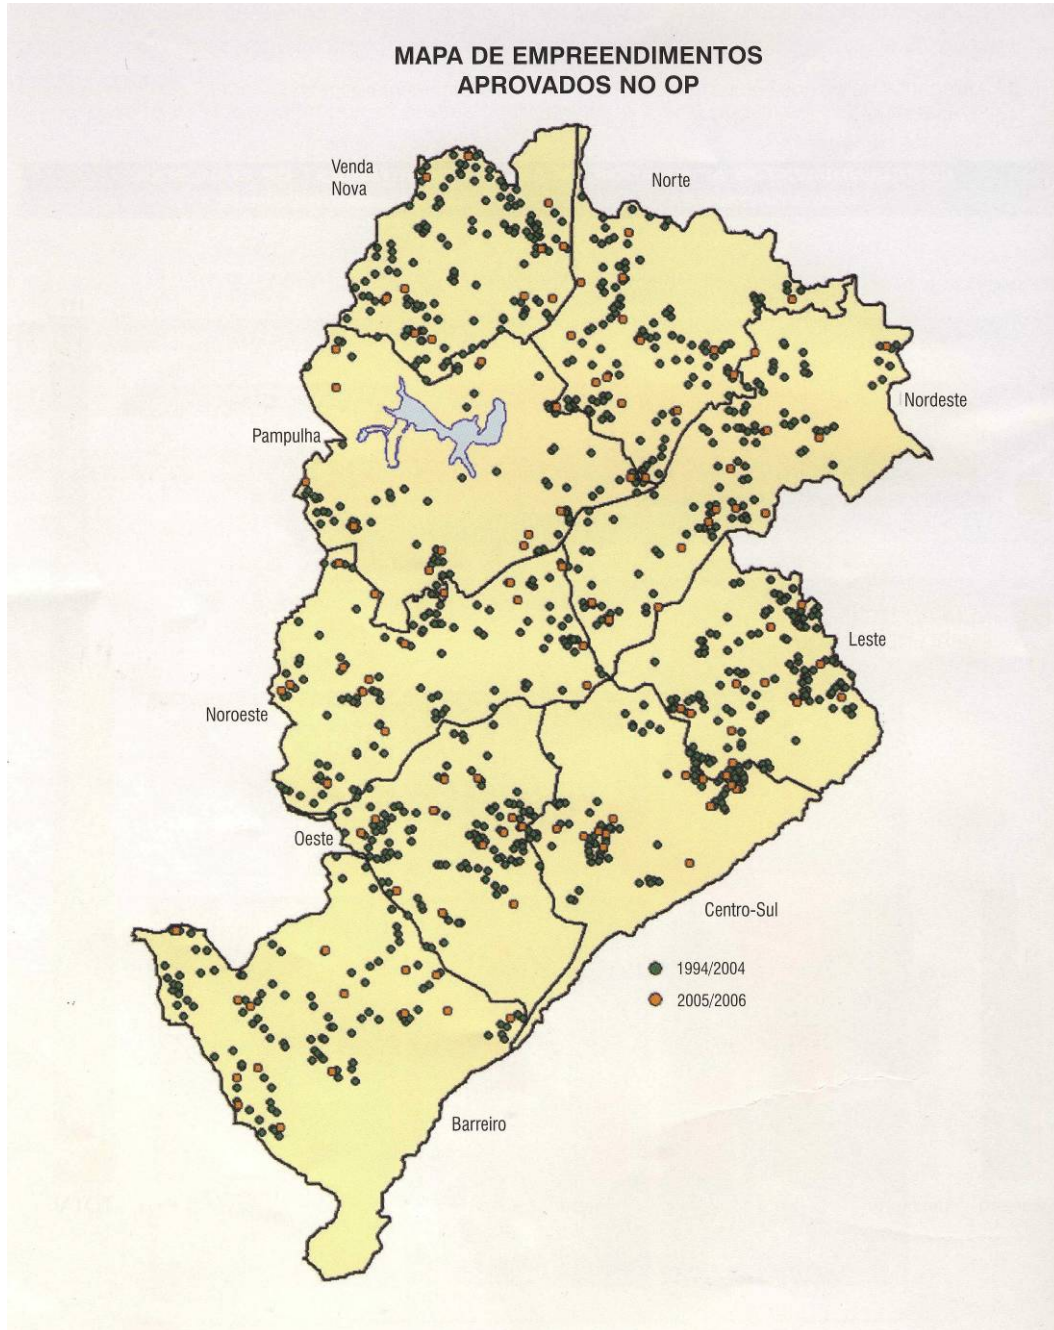 MAPA DE EMPREENDIMENTOS
APROVADOS NO OP
Venda
Nova
Norte
Nordeste
Pampulha
Leste
Noroeste
Oeste
Centro-Sul
1994/2004
2005/2006
Barreiro